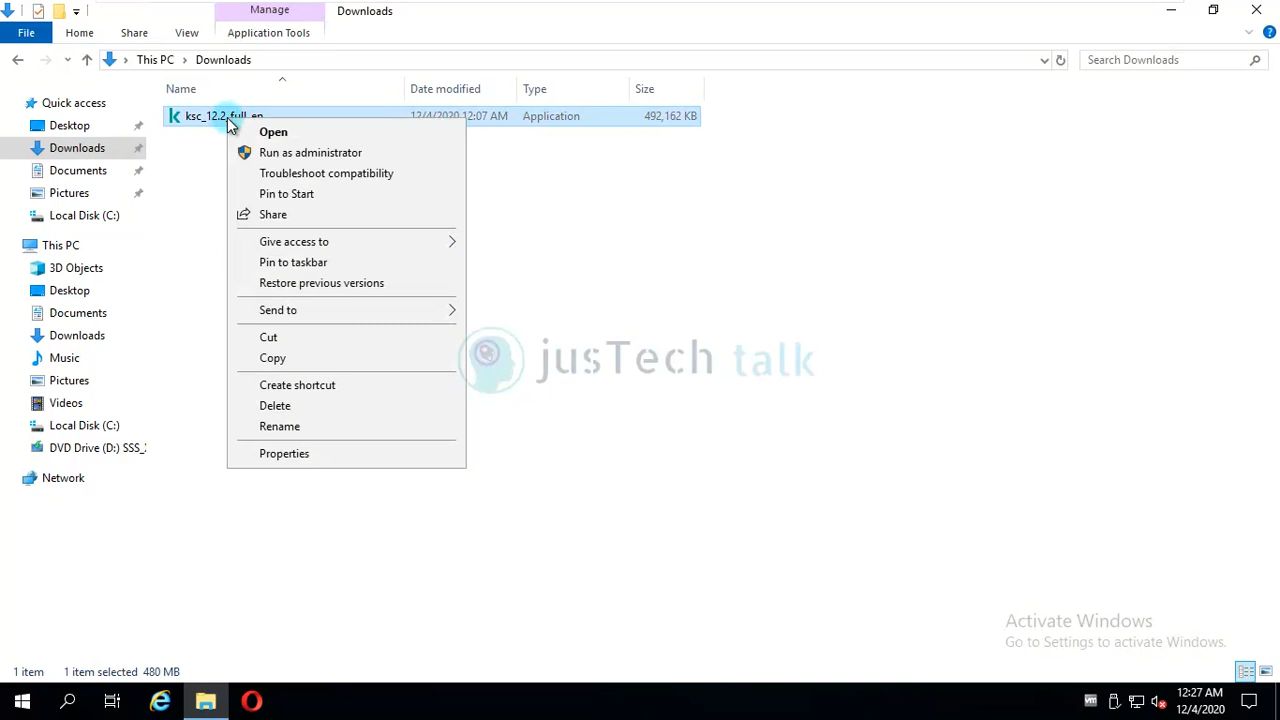 Manage
Downloads
File
Home
Share
View
Application Tools
This PC
Downloads
Search Downloads
Name
Date modified
Type
Size
ksc_12.2_full_en
12/4/2020 12:07 AM
Application
492,162 KB
Quick access
Desktop
Downloads
Documents
Pictures
Local Disk (C:)
This PC
3D Objects
Desktop
Documents
Downloads
Music
Pictures
Videos
Local Disk (C:)
DVD Drive (D:) SSS_
Network
Open
Run as administrator
Troubleshoot compatibility
Pin to Start
Share
Give access to
Pin to taskbar
Restore previous versions
Send to
Cut
Copy
Create shortcut
Delete
Rename
Properties
jusTech talk
Activate Windows
Go to Settings to activate Windows.
1 item
1 item selected 480 MB
12:27 AM
12/4/2020